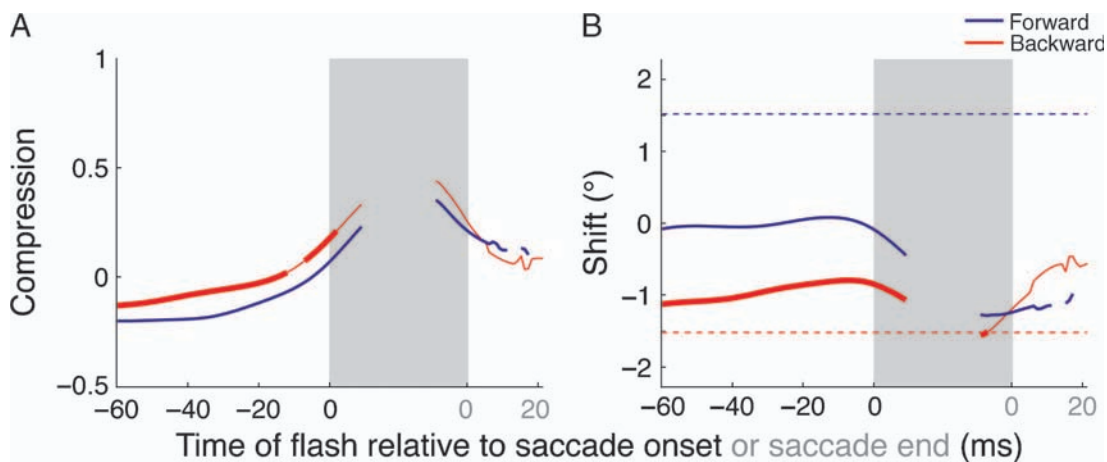 A
B
Forward
Backward
Compression
1
0.5
0
−0.5
−60 −40 −20 0 0 20
Shift (°)
2
1
0
−1
−2
−60 −40 −20 0 0 20
Time of flash relative to saccade onset or saccade end (ms)